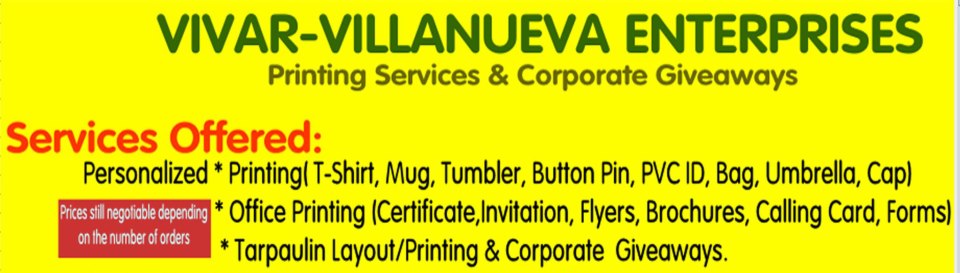 VIVAR-VILLANUEVA ENTERPRISES
Printing Services & Corporate Giveaways
Services Offered:
Personalized * Printing( T-Shirt, Mug, Tumbler, Button Pin, PVC ID, Bag, Umbrella, Cap)
Prices still negotiable depending
on the number of orders
* Office Printing (Certificate,Invitation, Flyers, Brochures, Calling Card, Forms)
* Tarpaulin Layout/Printing & Corporate Giveaways.